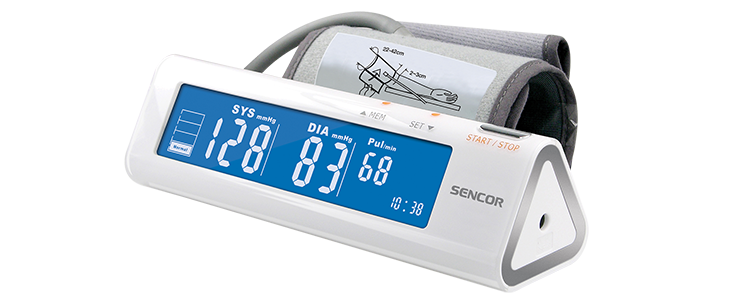 22-42cm
2~3cm
SYS mmHg
128
DIA mmHg
83
Pul/min
68
Normal
10:38
▲ MEM
SET ▼
START / STOP
SENCOR